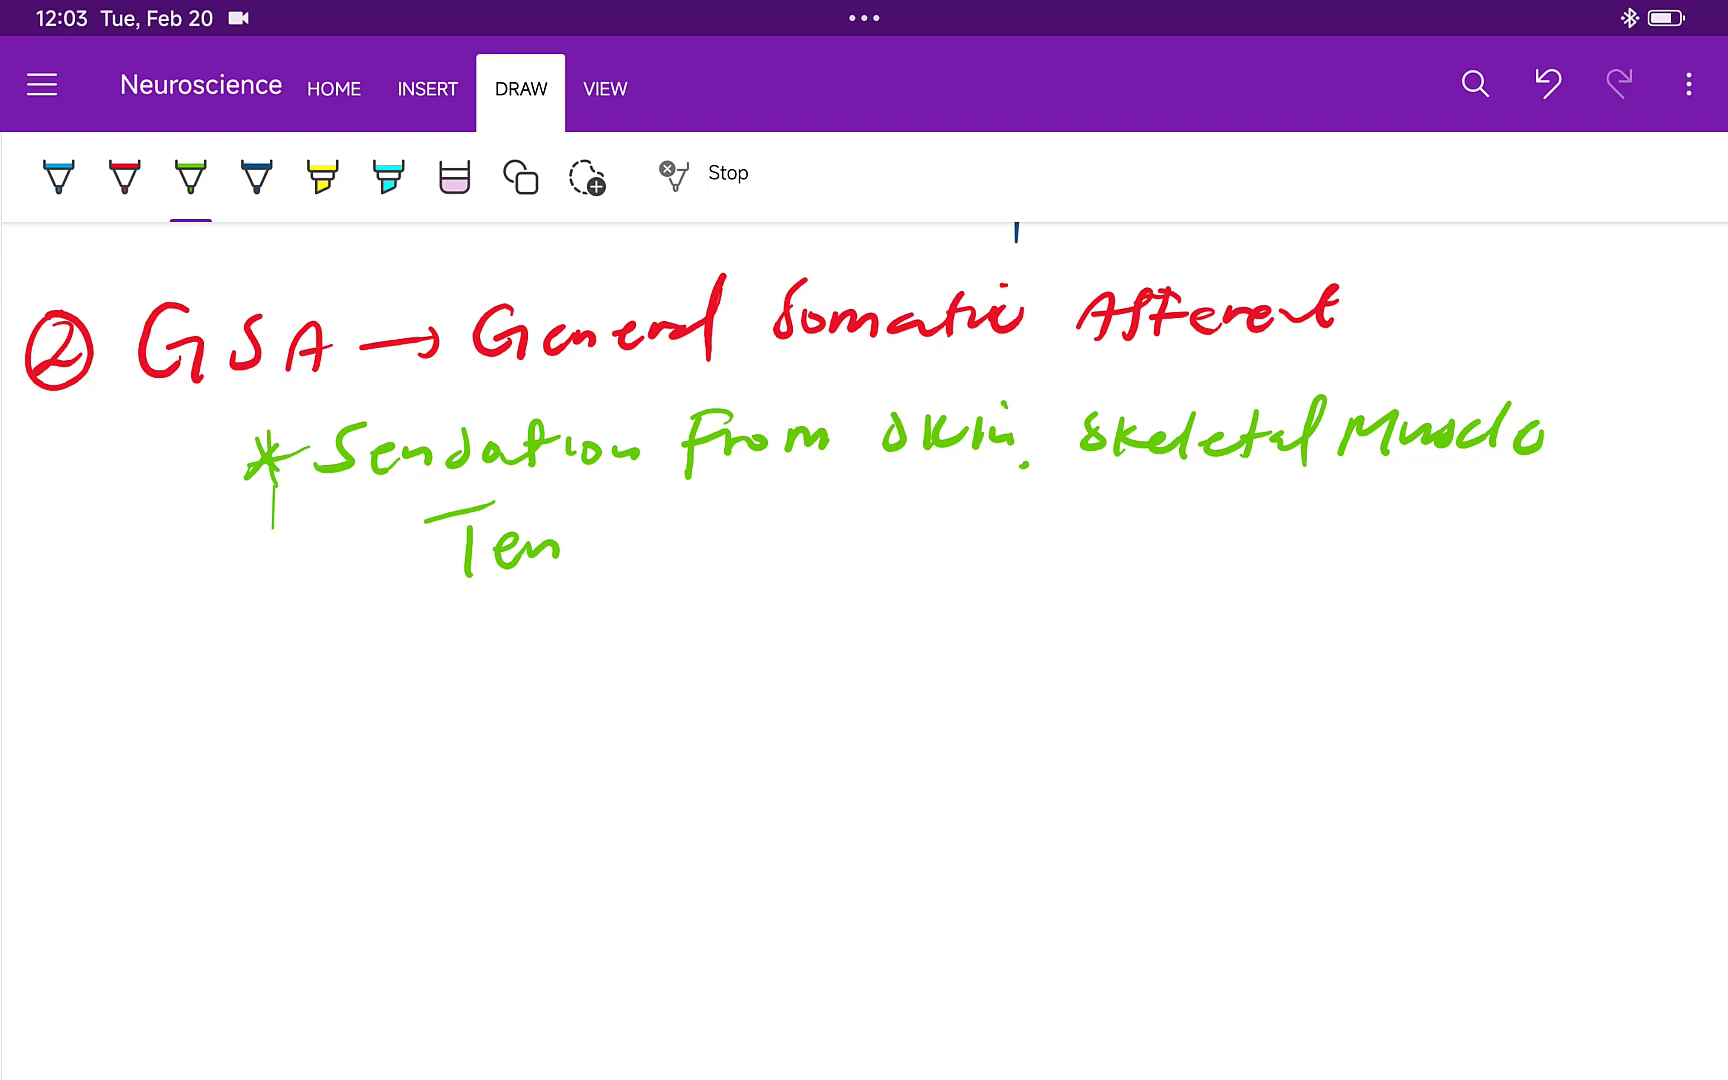 12:03 Tue, Feb 20
Neuroscience HOME INSERT DRAW VIEW
Stop
② GSA → General Somatic Afferent
* Sensation From Skin, Skeletal Muscle
Ten